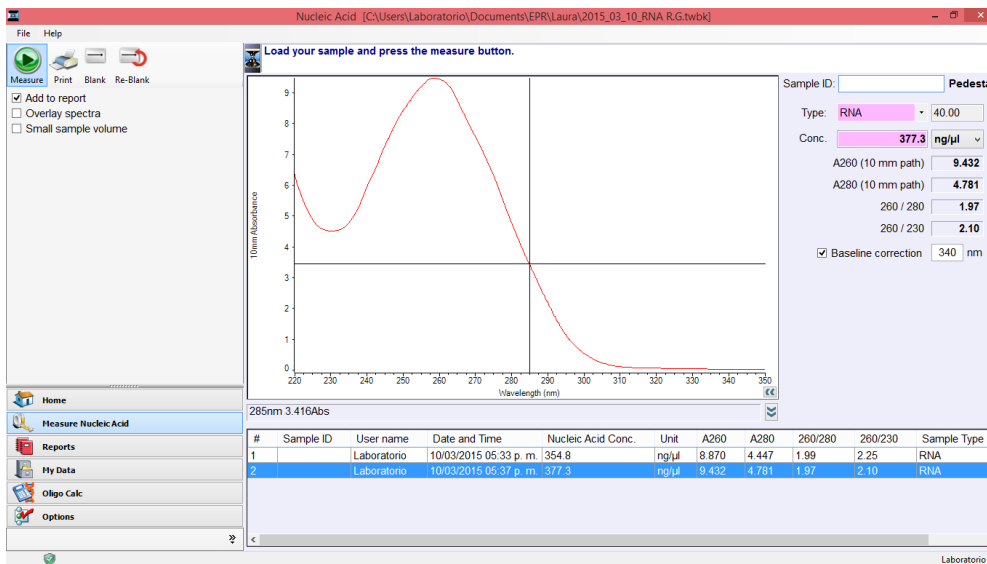 Nucleic Acid [C:\Users\Laboratorio\Documents\EPR\Laura\2015_03_10_RNA R.G.twbk]
File Help
Measure Print Blank Re-Blank
Load your sample and press the measure button.
Add to report
Overlay spectra
Small sample volume
Sample ID: Pedesta
Type: RNA 40.00
Conc. 377.3 ng/µl
A260 (10 mm path) 9.432
A280 (10 mm path) 4.781
260 / 280 1.97
260 / 230 2.10
Baseline correction 340 nm
10mm Absorbance
9
8
7
6
5
4
3
2
1
0
220 230 240 250 260 270 280 290 300 310 320 330 340 350
Wavelength (nm)
285nm 3.416Abs
Home
Measure Nucleic Acid
Reports
My Data
Oligo Calc
Options
# Sample ID User name Date and Time Nucleic Acid Conc. Unit A260 A280 260/280 260/230 Sample Type
1 Laboratorio 10/03/2015 05:33 p. m. 354.8 ng/µl 8.870 4.447 1.99 2.25 RNA
2 Laboratorio 10/03/2015 05:37 p. m. 377.3 ng/µl 9.432 4.781 1.97 2.10 RNA
Laboratorio